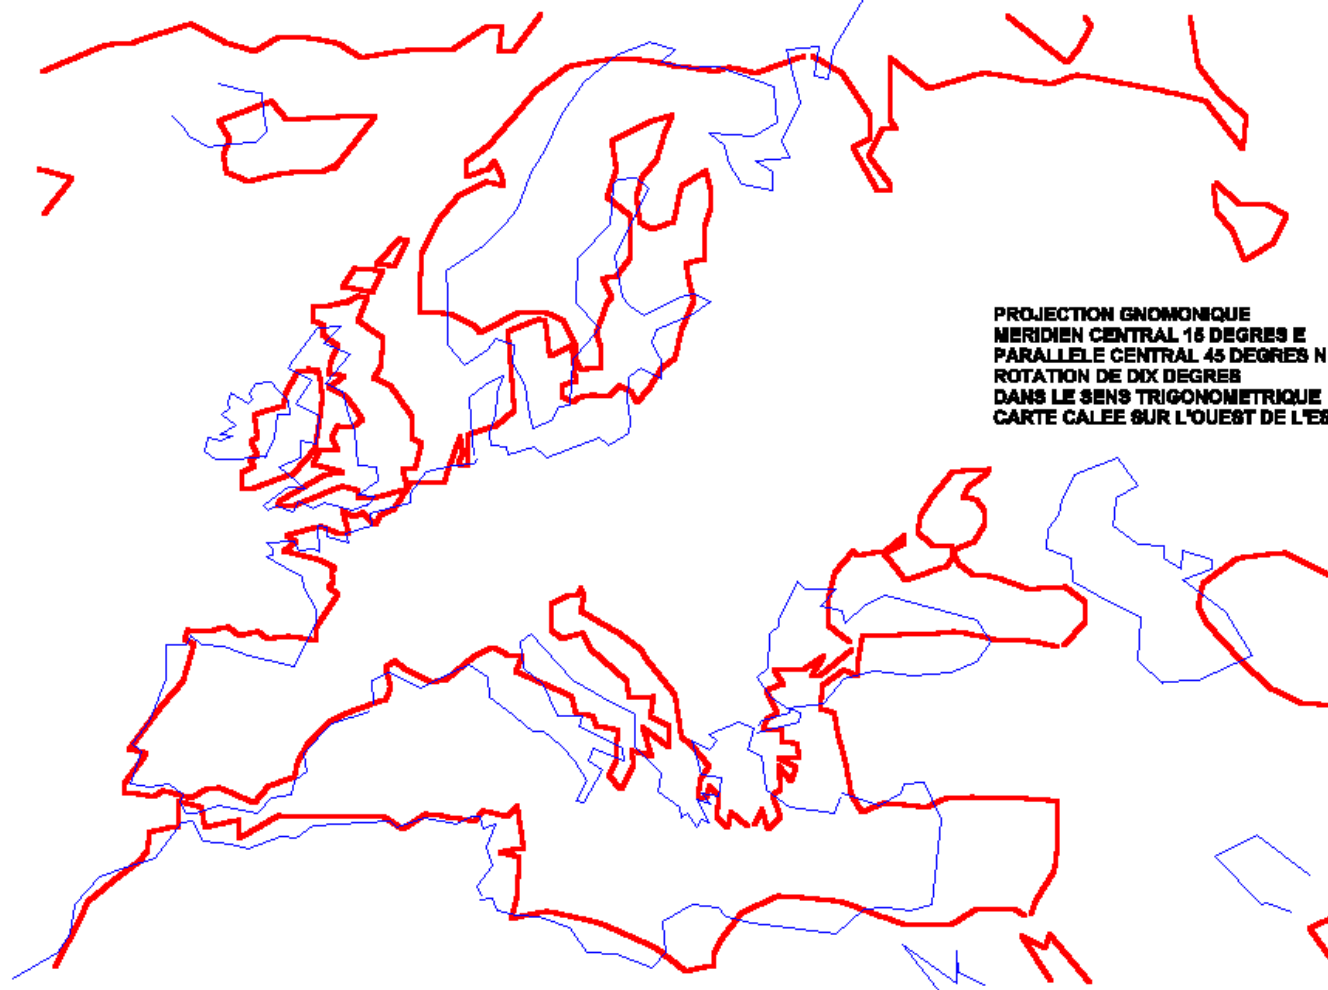 PROJECTION GNOMONIQUE
MERIDIEN CENTRAL 15 DEGRES E
PARALLELE CENTRAL 45 DEGRES N
ROTATION DE DIX DEGRES
DANS LE SENS TRIGONOMETRIQUE
CARTE CALEE SUR L'OUEST DE